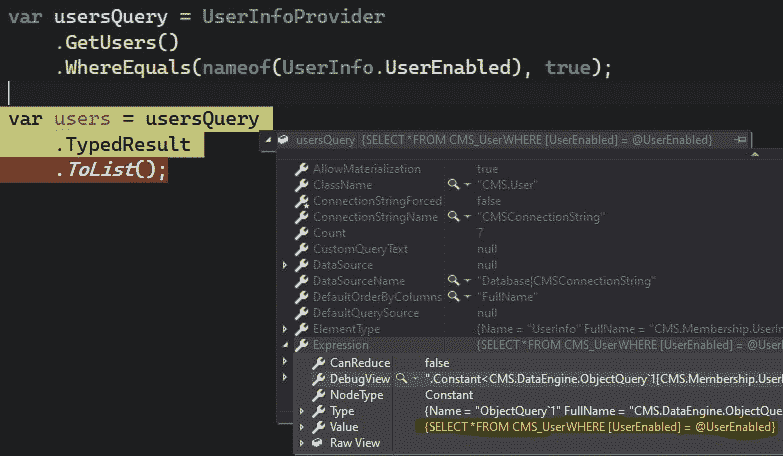 var usersQuery = UserInfoProvider
.GetUsers()
.WhereEquals(nameof(UserInfo.UserEnabled), true);
var users = usersQuery
.TypedResult
.ToList();
usersQuery {SELECT *FROM CMS_UserWHERE [UserEnabled] = @UserEnabled}
AllowMaterialization true
ClassName "CMS.User"
ConnectionStringForced false
ConnectionStringName "CMSConnectionString"
Count 7
CustomQueryText null
DataSource null
DataSourceName "Database|CMSConnectionString"
DefaultOrderByColumns "FullName"
DefaultQuerySource null
ElementType {Name = "UserInfo" FullName = "CMS.Membership.UserIn
Expression {SELECT *FROM CMS_UserWHERE [UserEnabled] = @Use
CanReduce false
DebugView ".Constant<CMS.DataEngine.ObjectQuery`1[CMS.Membership.UserI
NodeType Constant
Type {Name = "ObjectQuery`1" FullName = "CMS.DataEngine.ObjectQue
Value {SELECT *FROM CMS_UserWHERE [UserEnabled] = @UserEnabled}
Raw View